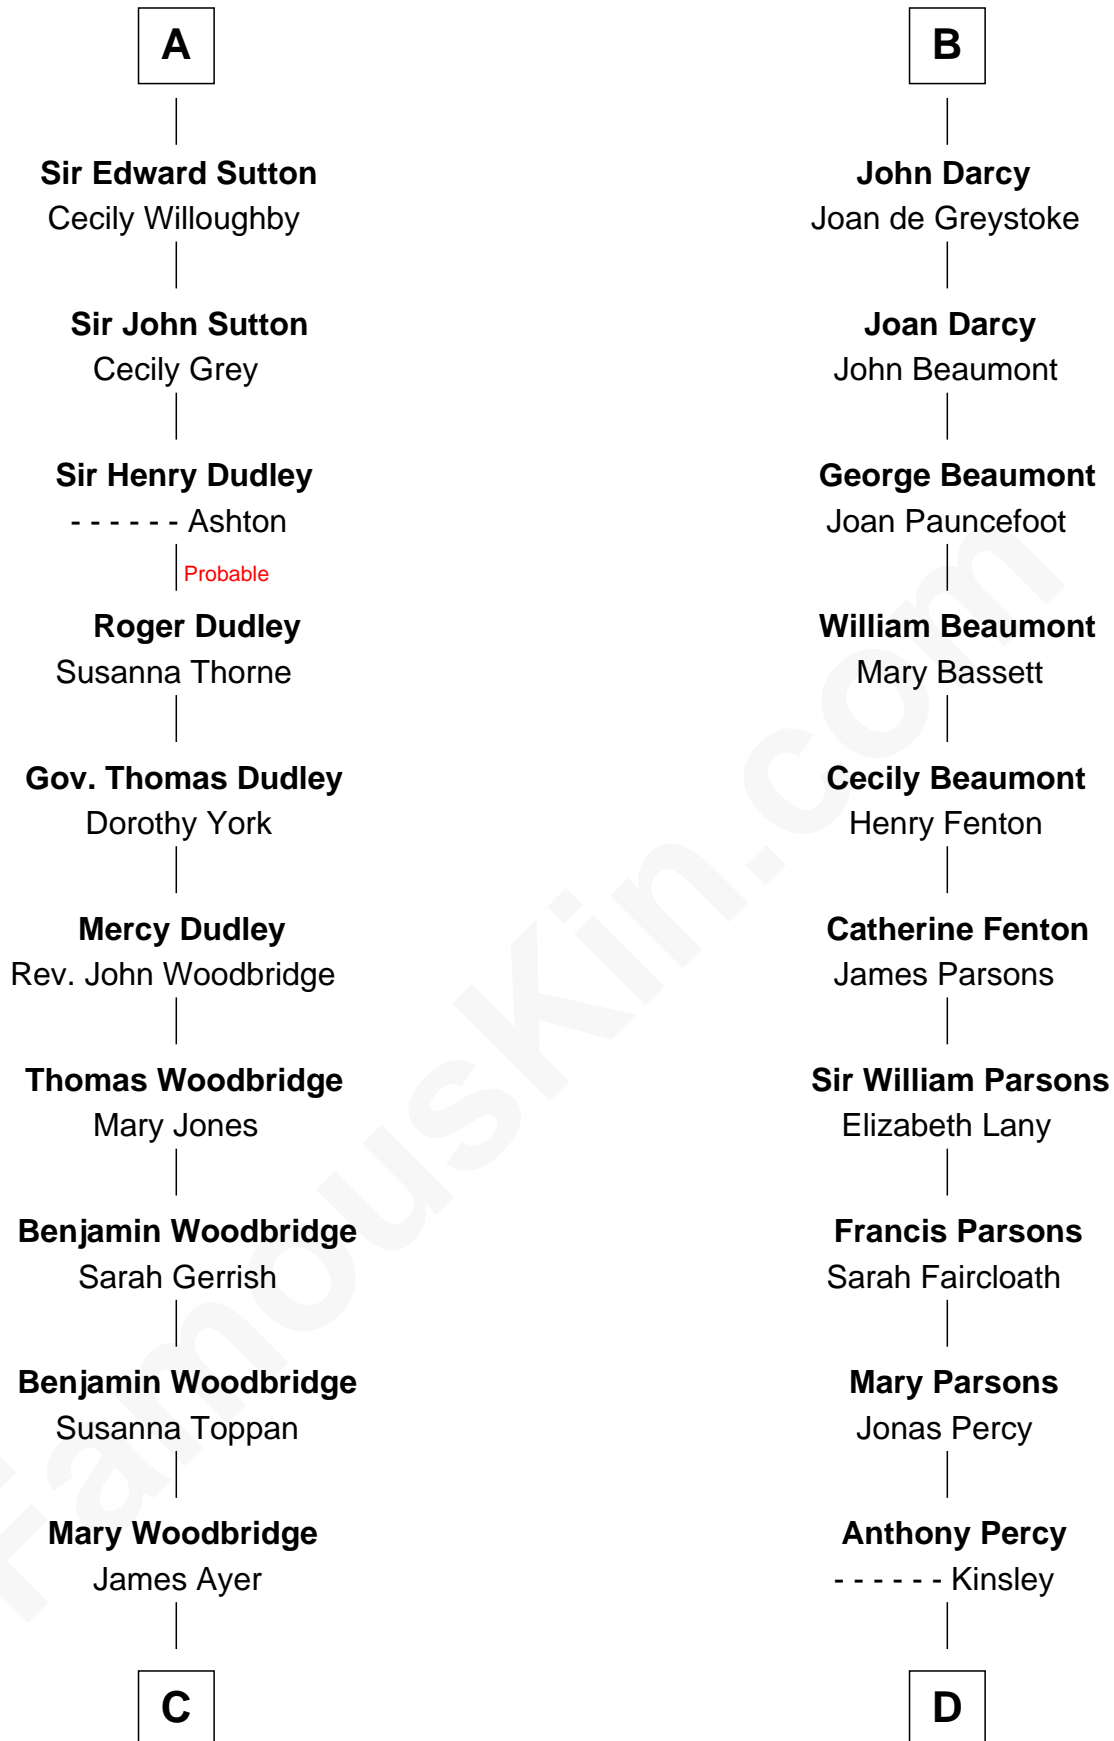 A
Sir Edward Sutton
Cecily Willoughby
Sir John Sutton
Cecily Grey
Sir Henry Dudley
- - - - - - Ashton
Probable
Roger Dudley
Susanna Thorne
Gov. Thomas Dudley
Dorothy York
Mercy Dudley
Rev. John Woodbridge
Thomas Woodbridge
Mary Jones
Benjamin Woodbridge
Sarah Gerrish
Benjamin Woodbridge
Susanna Toppan
Mary Woodbridge
James Ayer
C
B
John Darcy
Joan de Greystoke
Joan Darcy
John Beaumont
George Beaumont
Joan Pauncefoot
William Beaumont
Mary Bassett
Cecily Beaumont
Henry Fenton
Catherine Fenton
James Parsons
Sir William Parsons
Elizabeth Lany
Francis Parsons
Sarah Faircloath
Mary Parsons
Jonas Percy
Anthony Percy
- - - - - - Kinsley
D
FamousKin.com